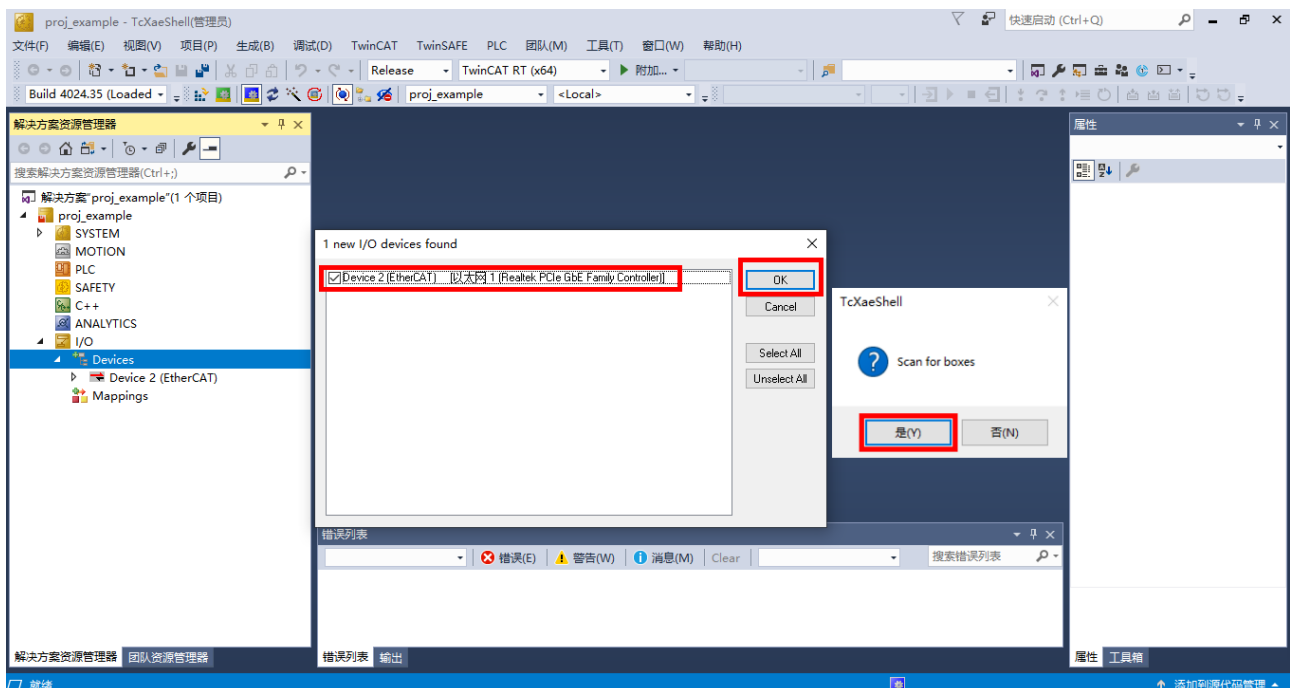 proj_example - TcXaeShell(管理员)
快速启动 (Ctrl+Q)
文件(F) 编辑(E) 视图(V) 项目(P) 生成(B) 调试(D) TwinCAT TwinSAFE PLC 团队(M) 工具(T) 窗口(W) 帮助(H)
Release TwinCAT RT (x64) 附加...
Build 4024.35 (Loaded proj_example <Local>
解决方案资源管理器
搜索解决方案资源管理器(Ctrl+;)
解决方案"proj_example"(1 个项目)
proj_example
SYSTEM
MOTION
PLC
SAFETY
C++
ANALYTICS
I/O
Devices
Device 2 (EtherCAT)
Mappings
1 new I/O devices found
Device 2 (EtherCAT) [以太网 1 (Realtek PCIe GbE Family Controller)]
OK
Cancel
Select All
Unselect All
TcXaeShell
Scan for boxes
是(Y) 否(N)
错误列表
错误(E) 警告(W) 消息(M) Clear 搜索错误列表
属性
解决方案资源管理器 团队资源管理器
错误列表 输出
属性 工具箱
就绪
添加到源代码管理